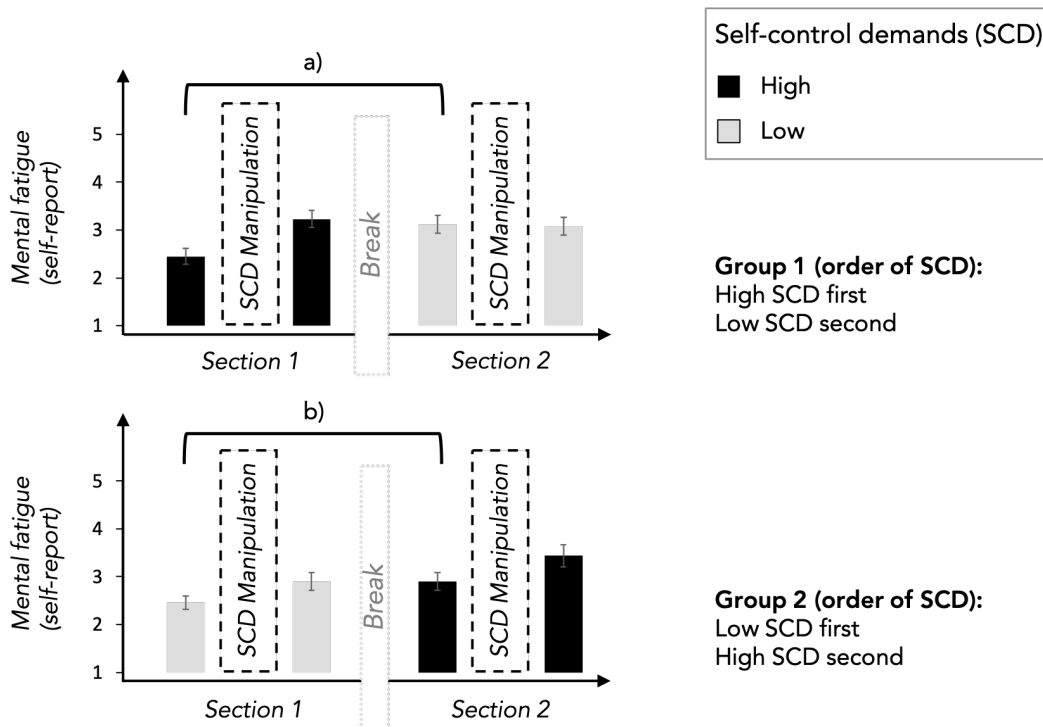 Self-control demands (SCD)
High
Low
a)
Mental fatigue
(self-report)
5
4
3
2
1
SCD Manipulation
Break
SCD Manipulation
Section 1
Section 2
Group 1 (order of SCD):
High SCD first
Low SCD second
b)
Mental fatigue
(self-report)
5
4
3
2
1
SCD Manipulation
Break
SCD Manipulation
Section 1
Section 2
Group 2 (order of SCD):
Low SCD first
High SCD second